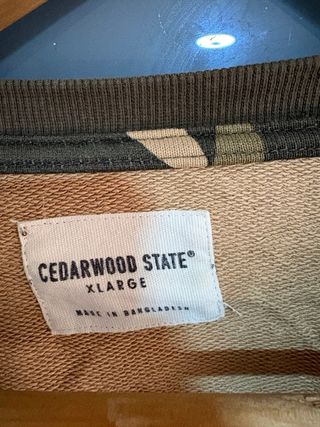 CEDARWOOD STATE®
XLARGE
MADE IN BANGLADESH